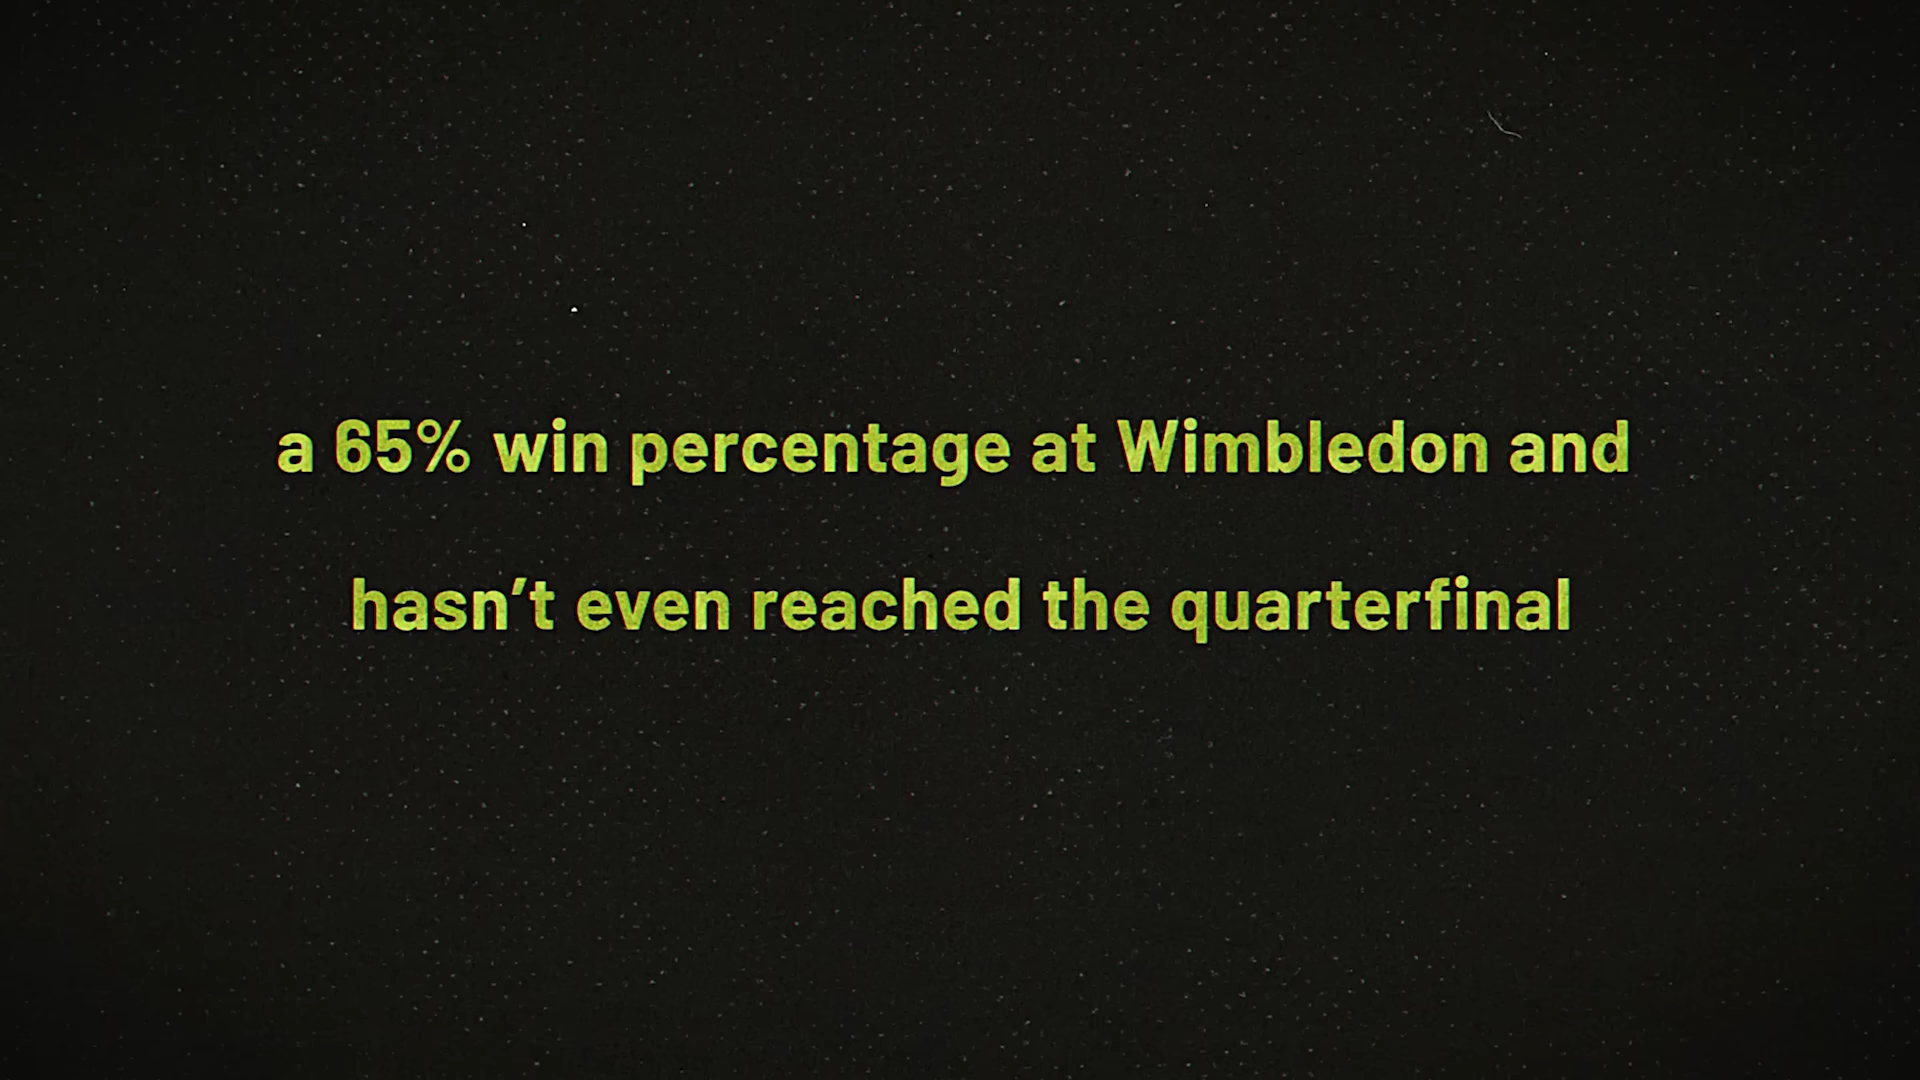 a 65% win percentage at Wimbledon and
hasn’t even reached the quarterfinal